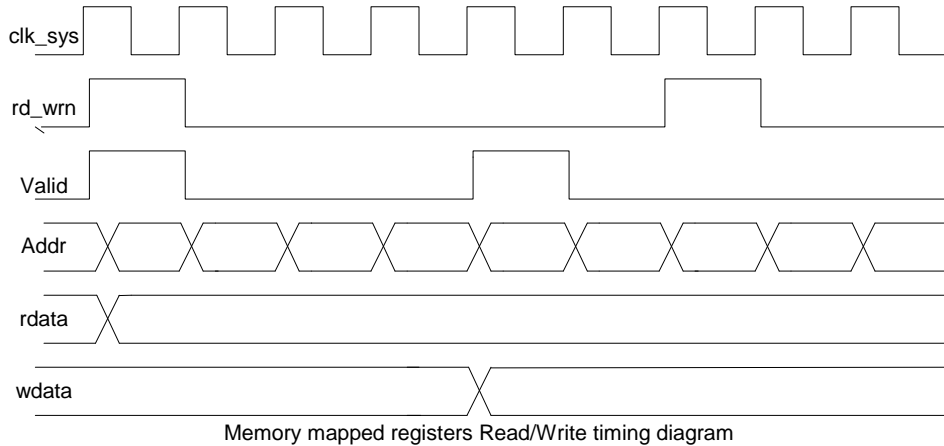 clk_sys
rd_wrn
Valid
Addr
rdata
wdata
Memory mapped registers Read/Write timing diagram